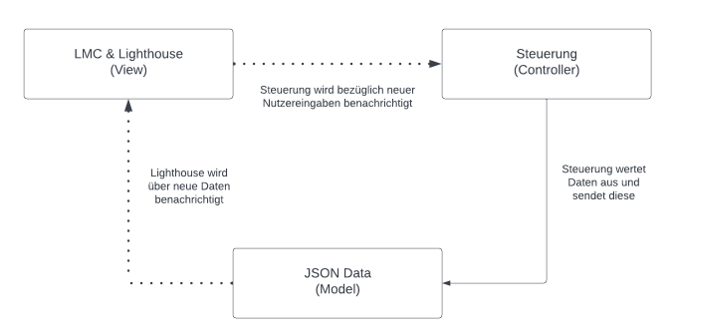 LMC & Lighthouse
(View)
Steuerung
(Controller)
Steuerung wird bezüglich neuer
Nutzereingaben benachrichtigt
Lighthouse wird
über neue Daten
benachrichtigt
Steuerung wertet
Daten aus und
sendet diese
JSON Data
(Model)